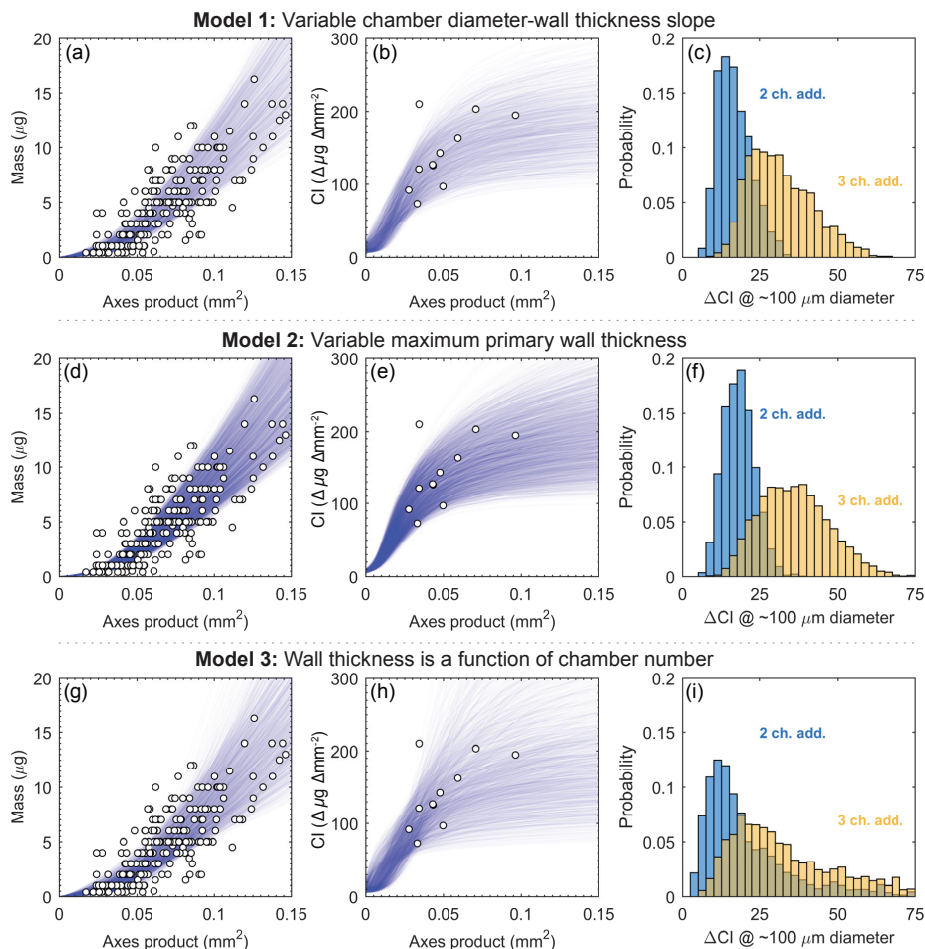 Model 1: Variable chamber diameter-wall thickness slope
(a)
Mass (μg)
20
15
10
5
0
0 0.05 0.1 0.15
Axes product (mm²)
(b)
CI (Δ μg Δmm⁻²)
300
200
100
0
0 0.05 0.1 0.15
Axes product (mm²)
(c)
Probability
0.2
0.15
0.1
0.05
0
2 ch. add.
3 ch. add.
25 50 75
ΔCI @ ~100 μm diameter
Model 2: Variable maximum primary wall thickness
(d)
Mass (μg)
20
15
10
5
0
0 0.05 0.1 0.15
Axes product (mm²)
(e)
CI (Δ μg Δmm⁻²)
300
200
100
0
0 0.05 0.1 0.15
Axes product (mm²)
(f)
Probability
0.2
0.15
0.1
0.05
0
2 ch. add.
3 ch. add.
0 25 50 75
ΔCI @ ~100 μm diameter
Model 3: Wall thickness is a function of chamber number
(g)
Mass (μg)
20
15
10
5
0
0 0.05 0.1 0.15
Axes product (mm²)
(h)
CI (Δ μg Δmm⁻²)
300
200
100
0
0 0.05 0.1 0.15
Axes product (mm²)
(i)
Probability
0.2
0.15
0.1
0.05
0
2 ch. add.
3 ch. add.
0 25 50 75
ΔCI @ ~100 μm diameter